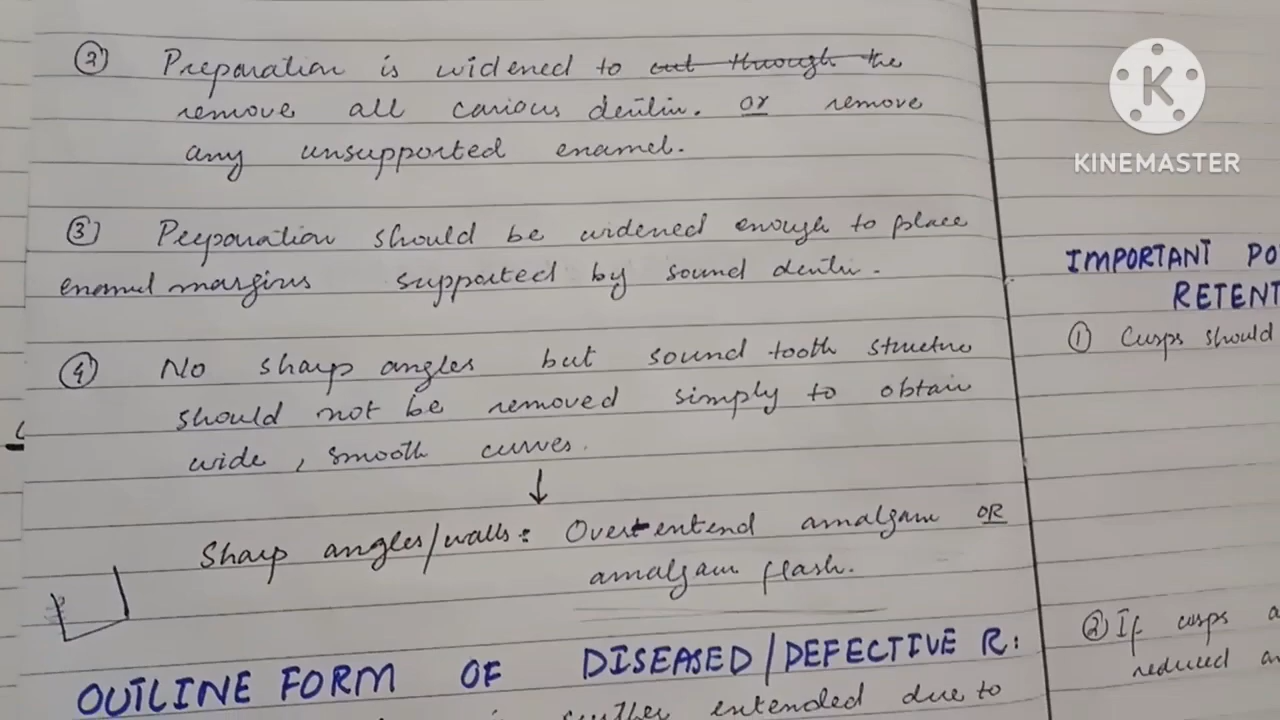 ② Preparation is widened to cut through the
remove all carious dentin. or remove
any unsupported enamel.
③ Preparation should be widened enough to place
enamel margins supported by sound dentin.
④ No sharp angles but sound tooth structure
should not be removed simply to obtain
wide, smooth curves.
↓
Sharp angles/walls: Overextend amalgam OR
amalgam flash.
OUTLINE FORM OF DISEASED/DEFECTIVE R:
further extended due to
IMPORTANT PO
RETENT
① Cusps should
② If cusps a
reduced an
K
KINEMASTER